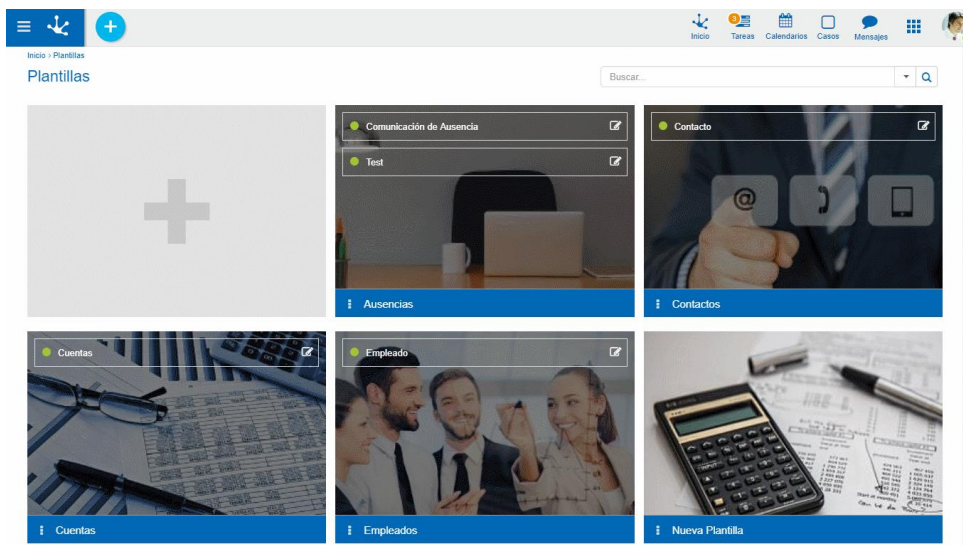 3
Inicio
Tareas
Calendarios
Casos
Mensajes
Inicio > Plantillas
Plantillas
Buscar...
Comunicación de Ausencia
Test
Ausencias
Contacto
@
Contactos
Cuentas
Cuentas
Empleado
Empleados
Nueva Plantilla